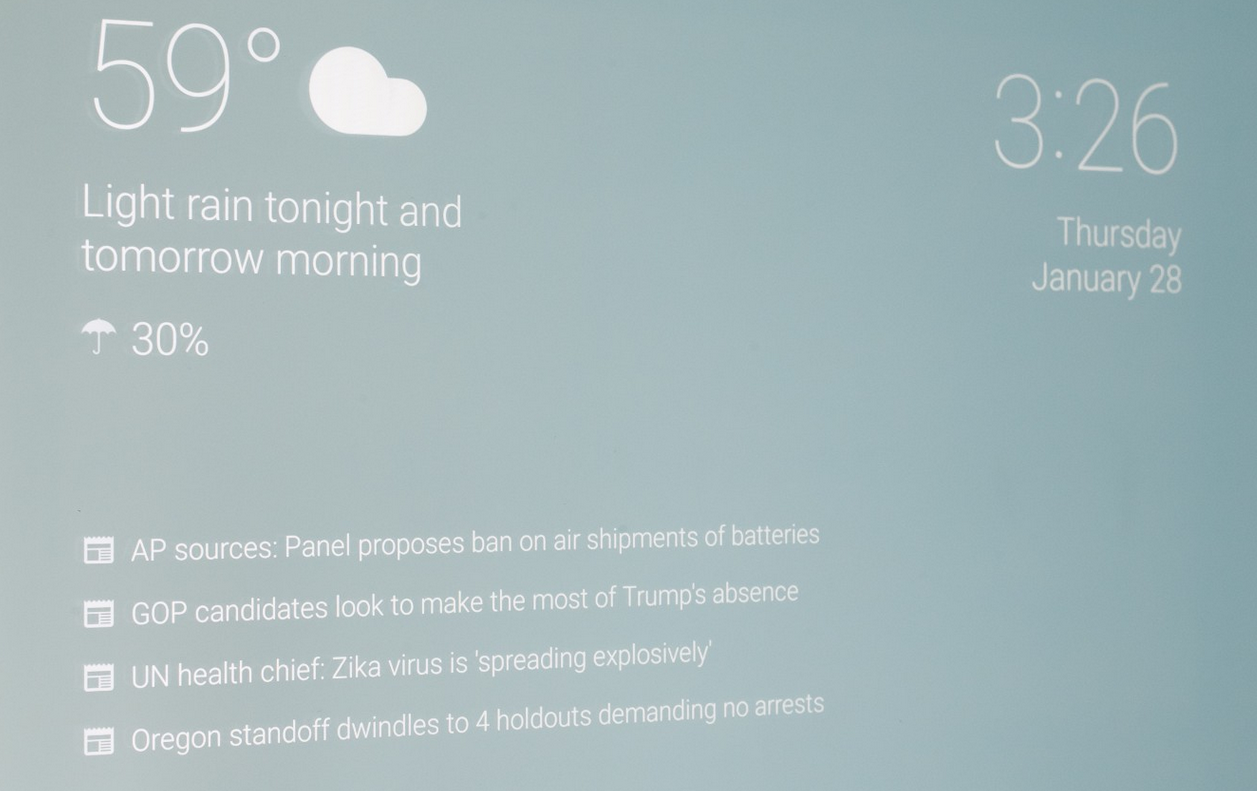 59°
Light rain tonight and
tomorrow morning
30%
3:26
Thursday
January 28
AP sources: Panel proposes ban on air shipments of batteries
GOP candidates look to make the most of Trump's absence
UN health chief: Zika virus is 'spreading explosively'
Oregon standoff dwindles to 4 holdouts demanding no arrests